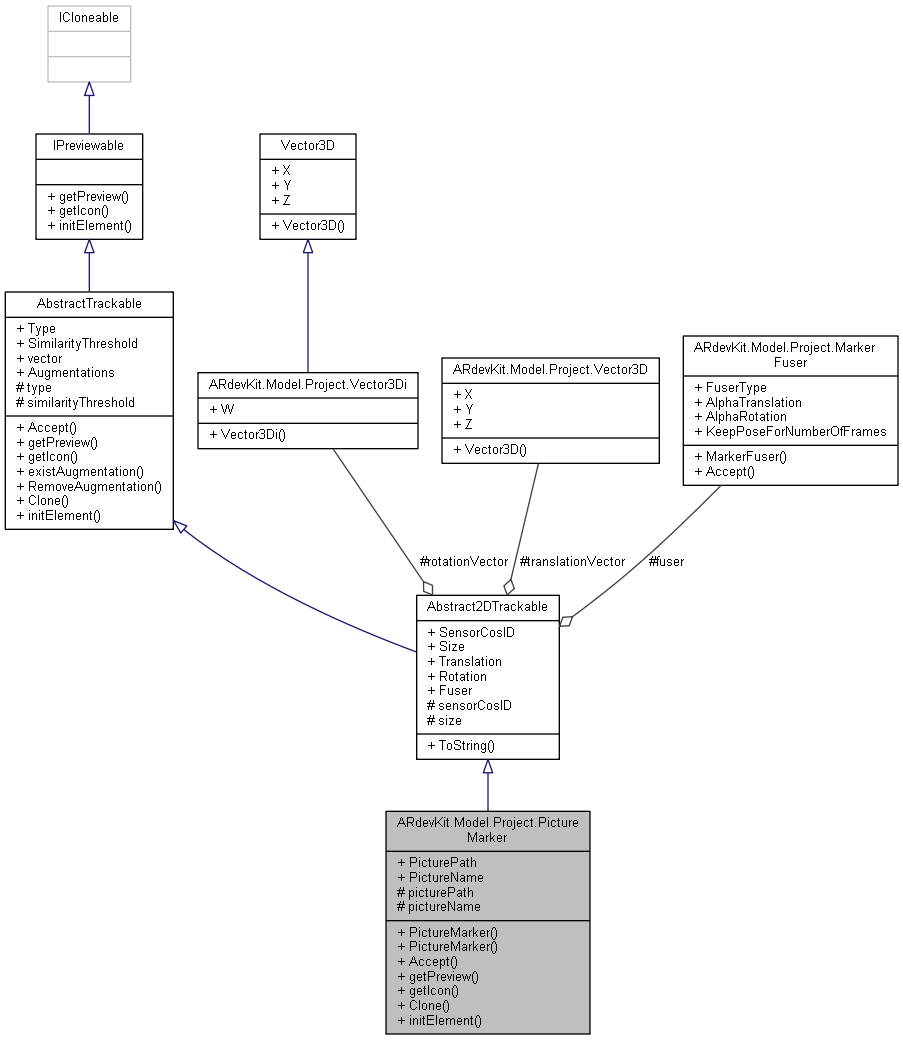 ICloneable
IPreviewable
+ getPreview()
+ getIcon()
+ initElement()
Vector3D
+ X
+ Y
+ Z
+ Vector3D()
AbstractTrackable
+ Type
+ SimilarityThreshold
+ vector
+ Augmentations
# type
# similarityThreshold
+ Accept()
+ getPreview()
+ getIcon()
+ existAugmentation()
+ RemoveAugmentation()
+ Clone()
+ initElement()
ARdevKit.Model.Project.Vector3Di
+ W
+ Vector3Di()
ARdevKit.Model.Project.Vector3D
+ X
+ Y
+ Z
+ Vector3D()
ARdevKit.Model.Project.Marker
Fuser
+ FuserType
+ AlphaTranslation
+ AlphaRotation
+ KeepPoseForNumberOfFrames
+ MarkerFuser()
+ Accept()
#rotationVector
#translationVector
#fuser
Abstract2DTrackable
+ SensorCosID
+ Size
+ Translation
+ Rotation
+ Fuser
# sensorCosID
# size
+ ToString()
ARdevKit.Model.Project.Picture
Marker
+ PicturePath
+ PictureName
# picturePath
# pictureName
+ PictureMarker()
+ PictureMarker()
+ Accept()
+ getPreview()
+ getIcon()
+ Clone()
+ initElement()